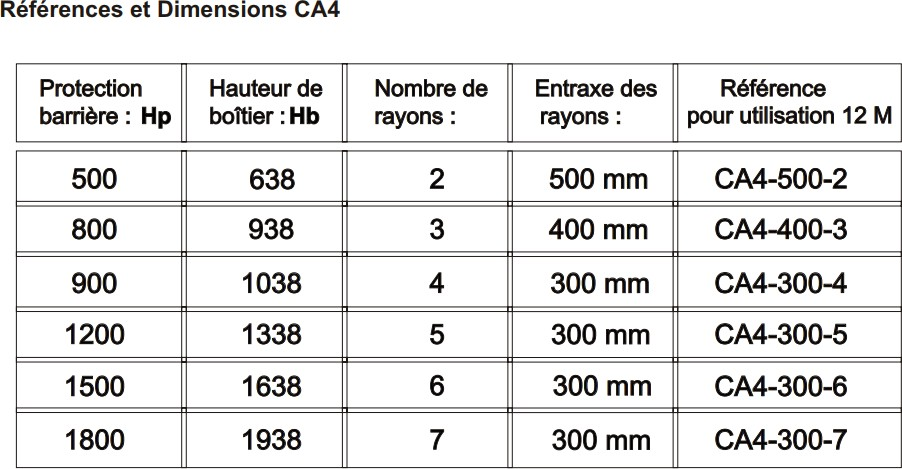 Références et Dimensions CA4
Protection barrière : Hp Hauteur de boîtier : Hb Nombre de rayons : Entraxe des rayons : Référence pour utilisation 12 M
500 638 2 500 mm CA4-500-2
800 938 3 400 mm CA4-400-3
900 1038 4 300 mm CA4-300-4
1200 1338 5 300 mm CA4-300-5
1500 1638 6 300 mm CA4-300-6
1800 1938 7 300 mm CA4-300-7